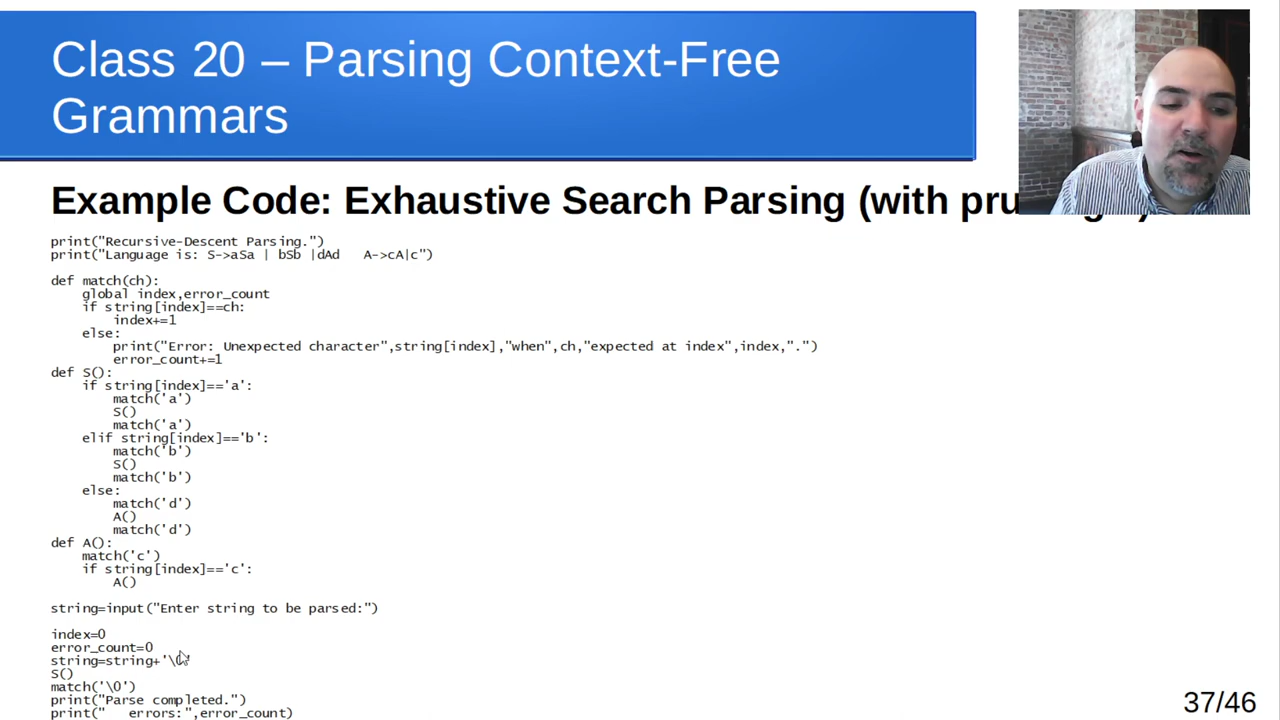 Class 20 – Parsing Context-Free
Grammars
Example Code: Exhaustive Search Parsing (with
print("Recursive-Descent Parsing.")
print("Language is: S->aSa | bSb |dAd   A->cA|c")
def match(ch):
    global index,error_count
    if string[index]==ch:
        index+=1
    else:
        print("Error: Unexpected character",string[index],"when",ch,"expected at index",index,".")
        error_count+=1
def S():
    if string[index]=='a':
        match('a')
        S()
        match('a')
    elif string[index]=='b':
        match('b')
        S()
        match('b')
    else:
        match('d')
        A()
        match('d')
def A():
    match('c')
    if string[index]=='c':
        A()
string=input("Enter string to be parsed:")
index=0
error_count=0
string=string+'\0'
S()
match('\0')
print("Parse completed.")
print("   errors:",error_count)
37/46